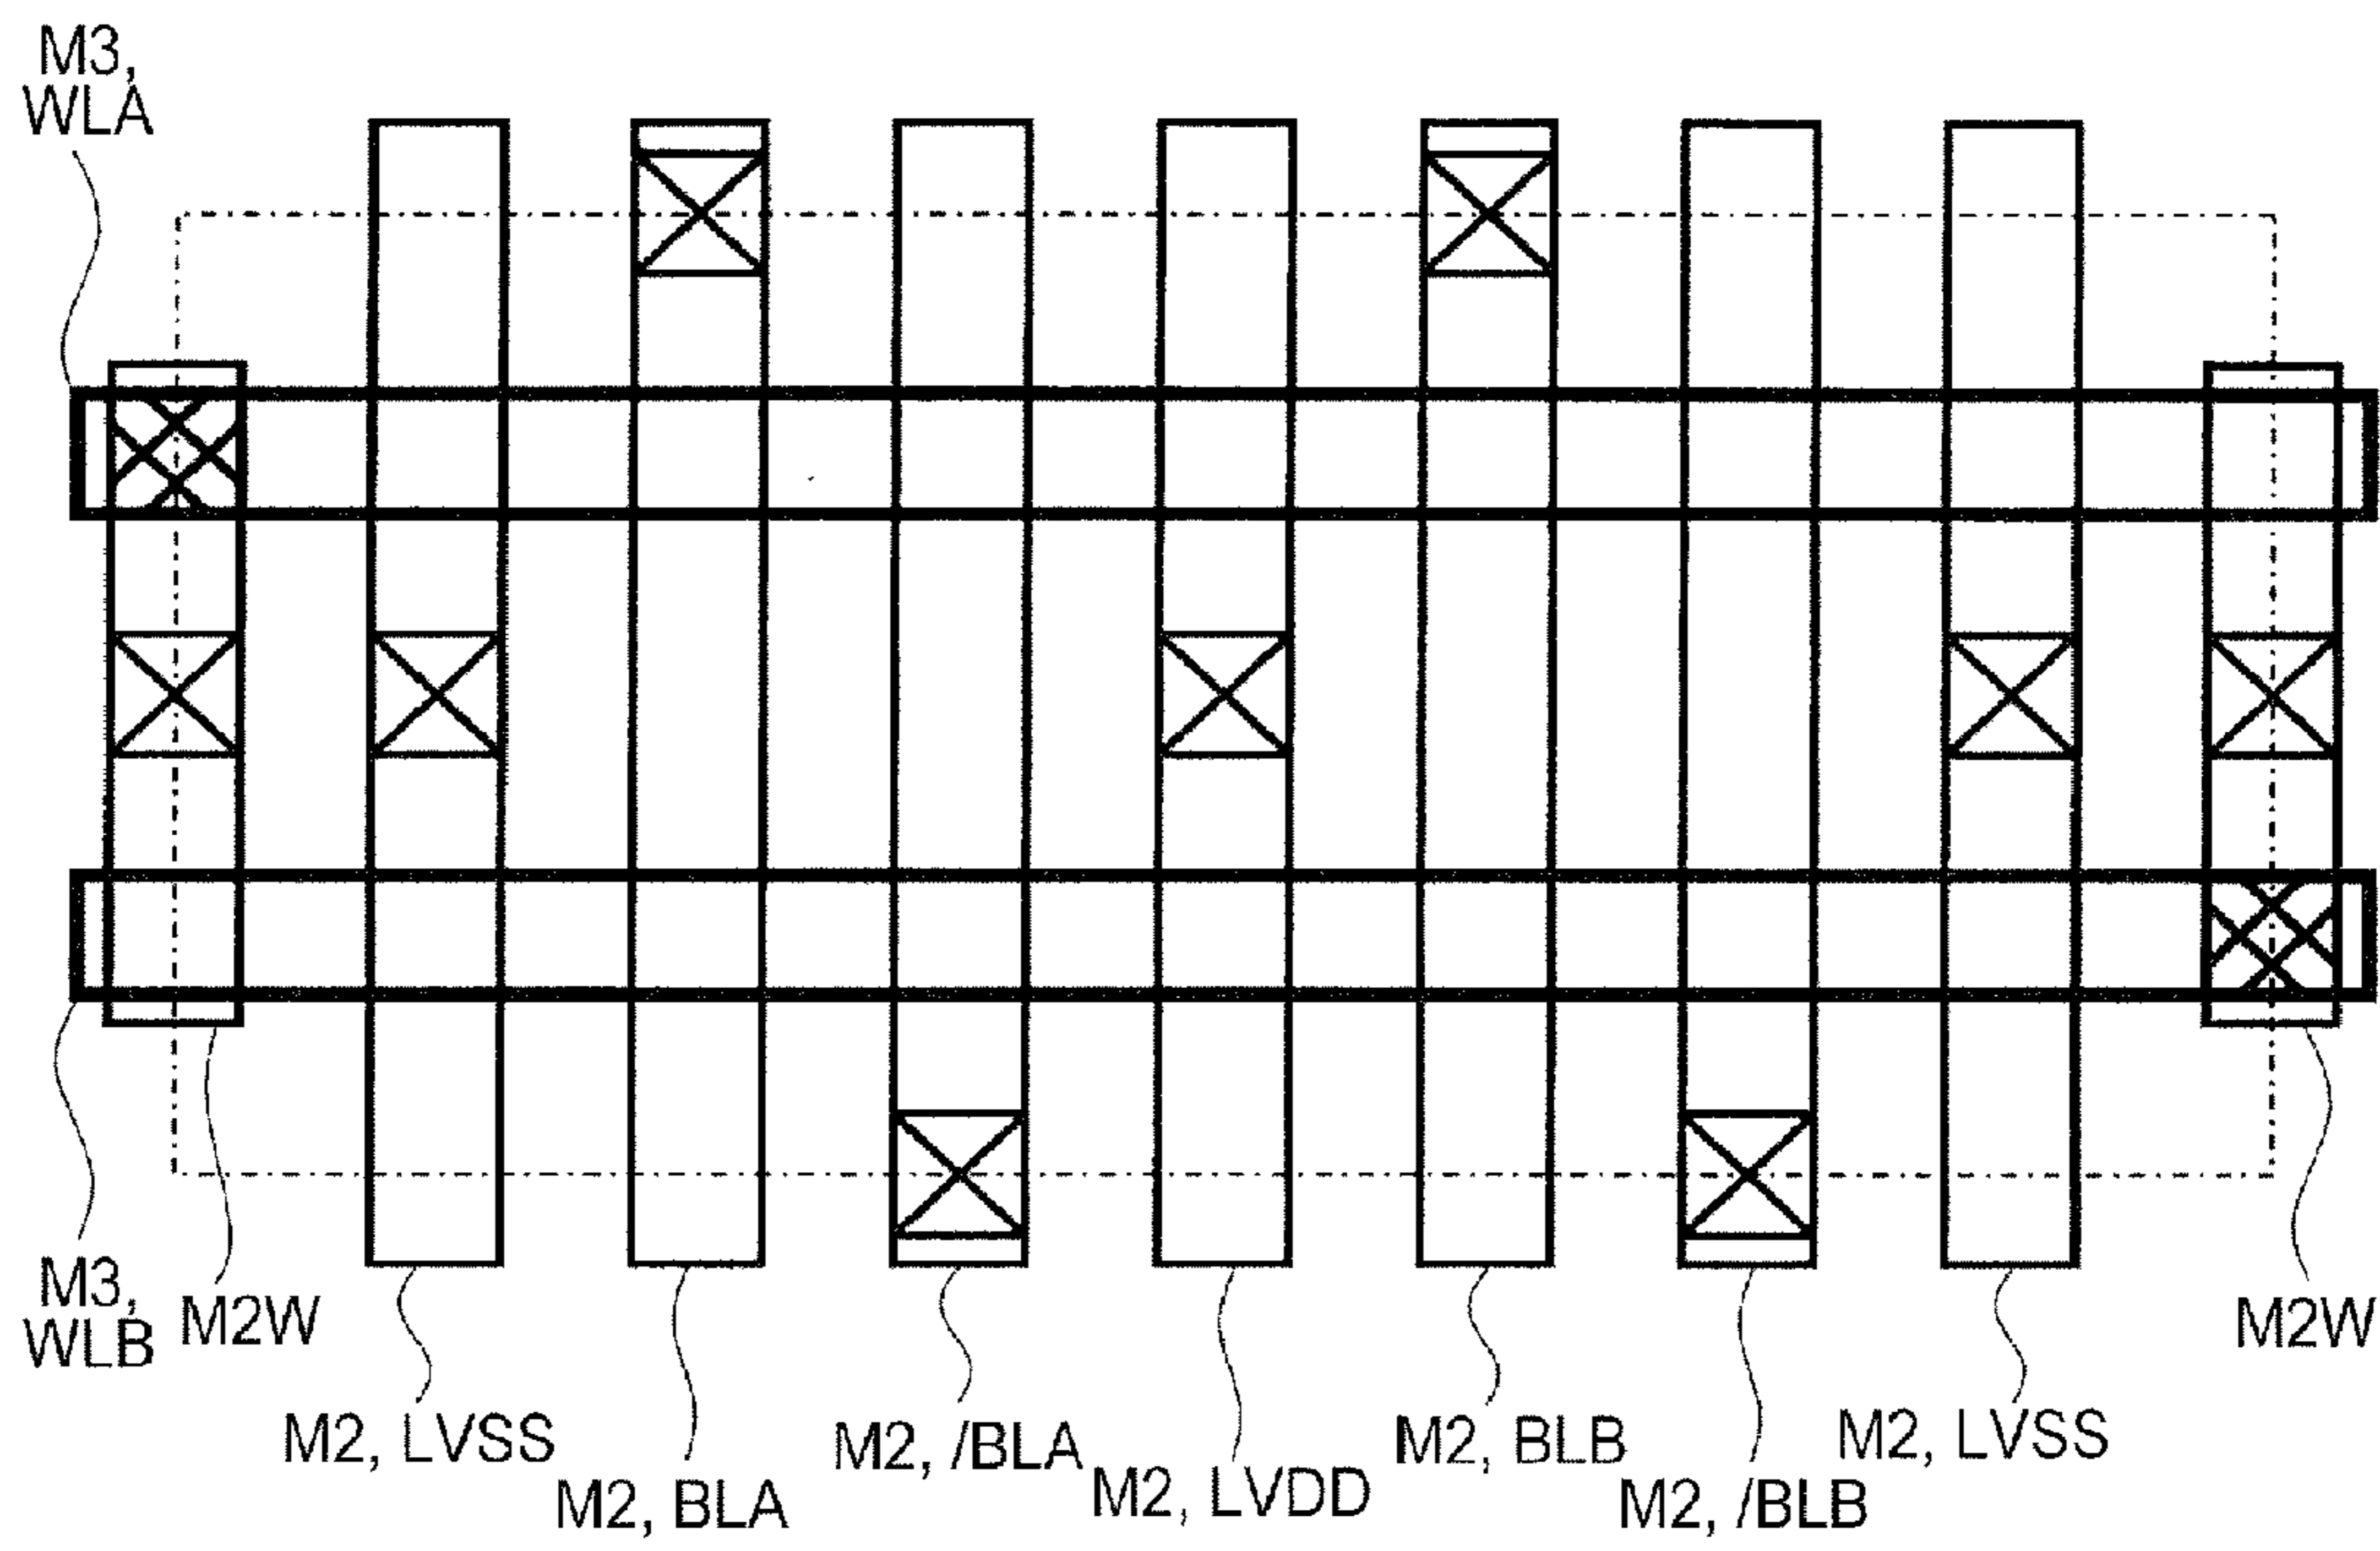 M3,
WLA
M3,
WLB
M2W
M2W
M2, LVSS
M2, BLA
M2, /BLA
M2, LVDD
M2, BLB
M2, /BLB
M2, LVSS